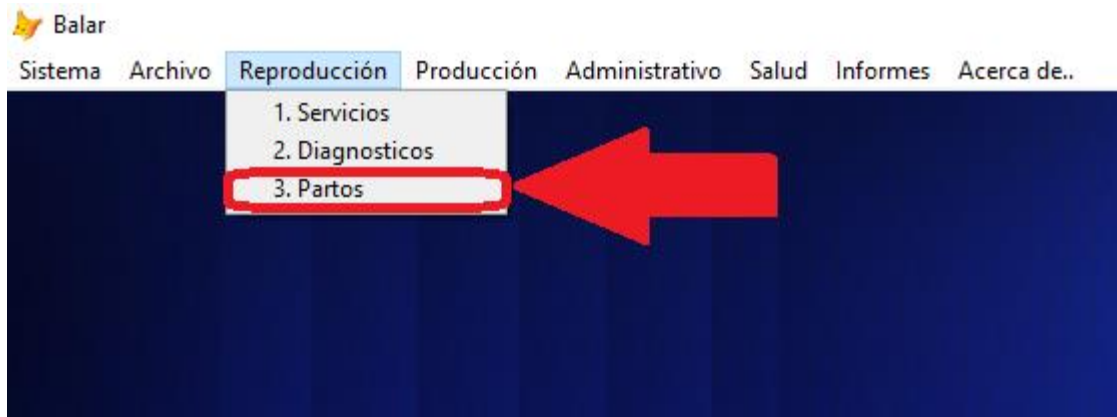 Balar
Sistema Archivo Reproducción Producción Administrativo Salud Informes Acerca de..
1. Servicios
2. Diagnosticos
3. Partos